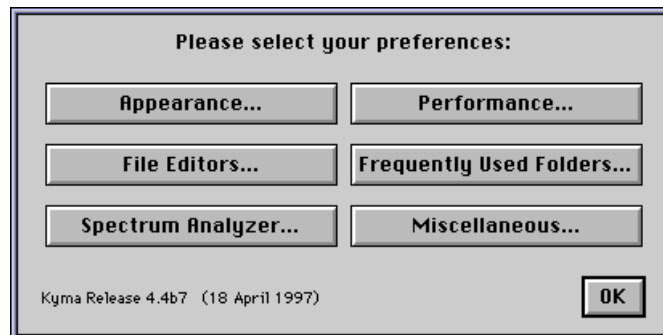 Please select your preferences:
Appearance...
Performance...
File Editors...
Frequently Used Folders...
Spectrum Analyzer...
Miscellaneous...
Kyma Release 4.4b7 (18 April 1997)
OK